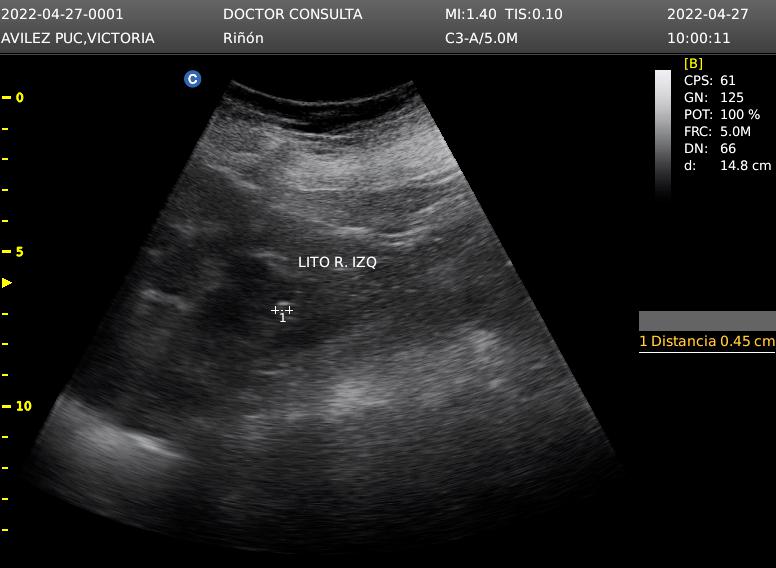 2022-04-27-0001 DOCTOR CONSULTA MI:1.40 TIS:0.10 2022-04-27
AVILEZ PUC,VICTORIA Riñón C3-A/5.0M 10:00:11
C
[B]
CPS: 61
GN: 125
POT: 100 %
FRC: 5.0M
DN: 66
d: 14.8 cm
0
5
10
LITO R. IZQ
1
1 Distancia 0.45 cm